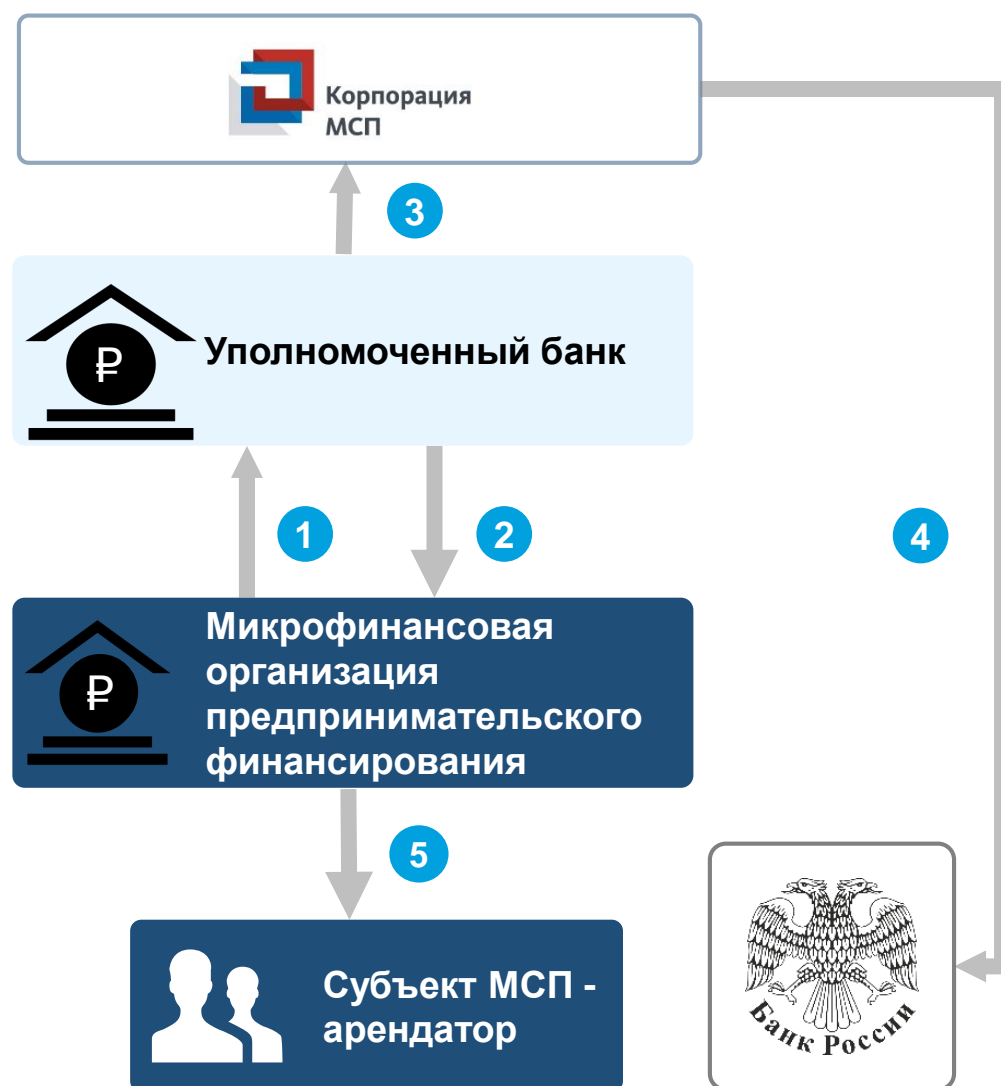 Корпорация
МСП
3
₽
Уполномоченный банк
1
2
4
₽
Микрофинансовая
организация
предпринимательского
финансирования
5
Субъект МСП -
арендатор
Банк России